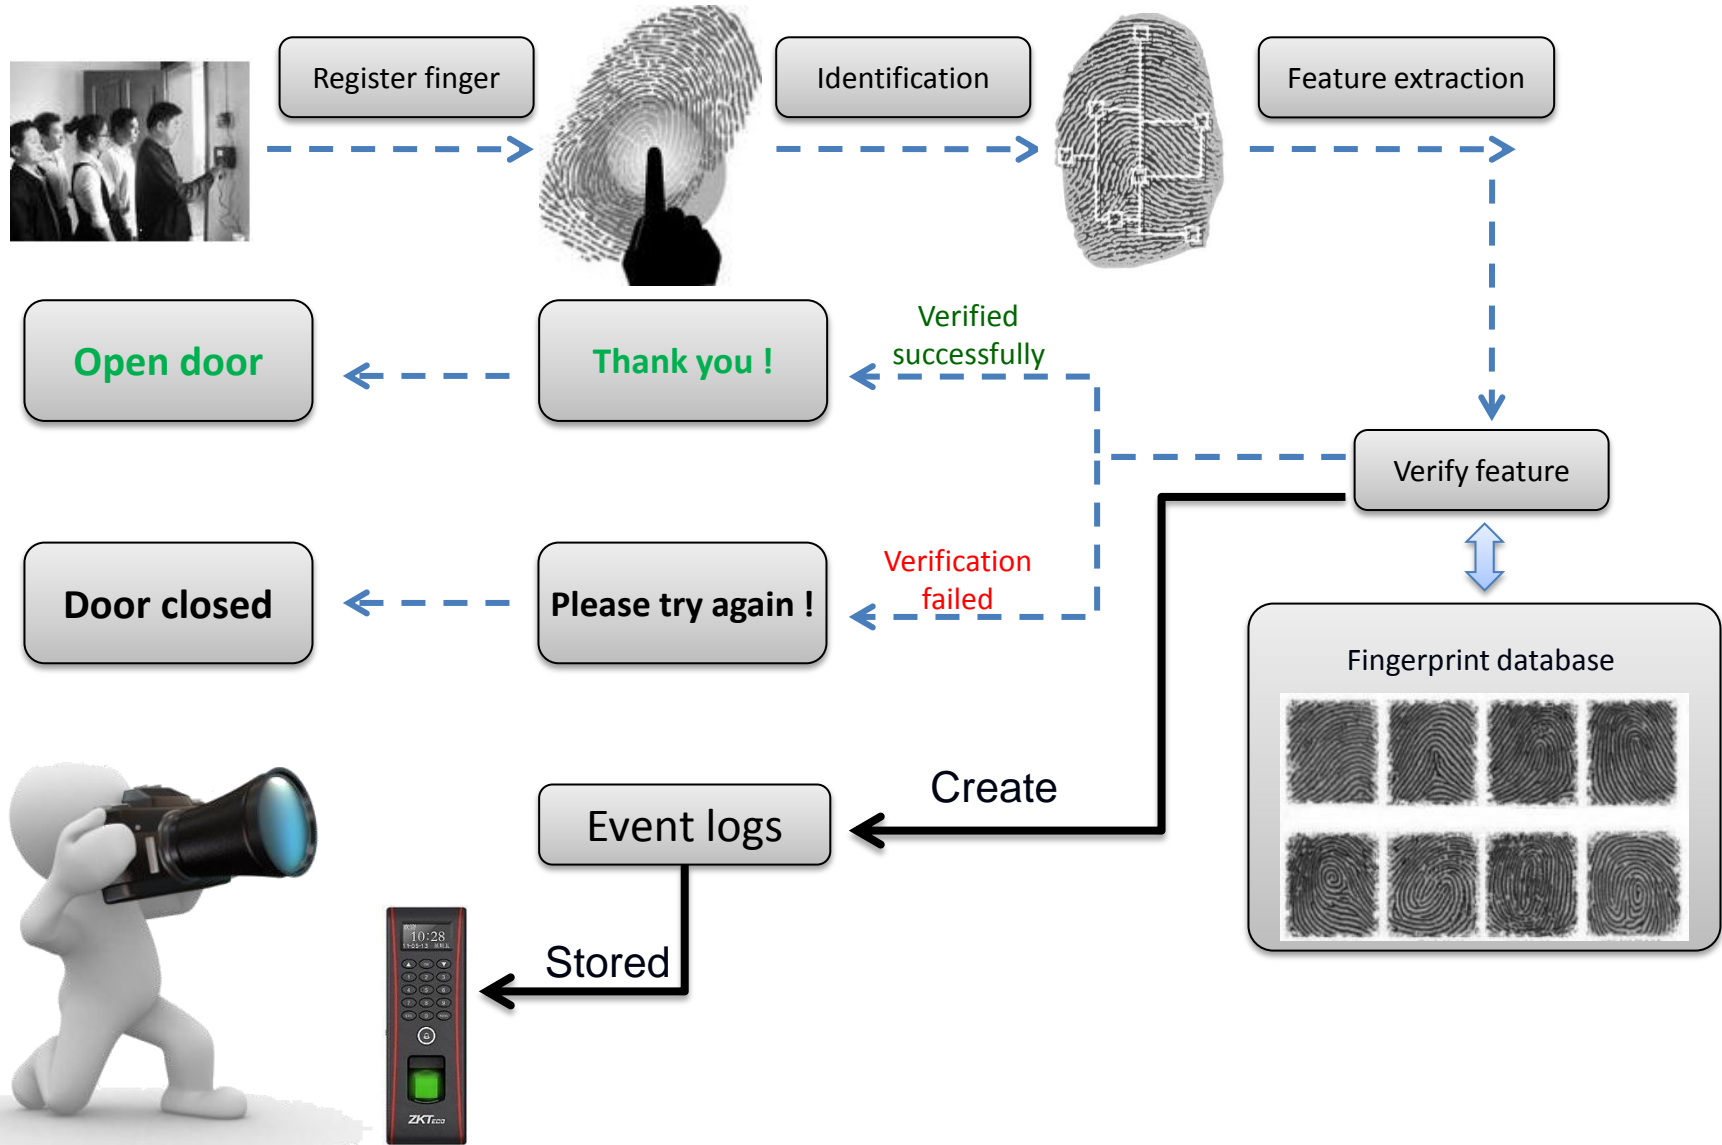 Register finger
Identification
Feature extraction
Open door
Thank you !
Verified
successfully
Verify feature
Door closed
Please try again !
Verification
failed
Fingerprint database
Event logs
Create
Stored
10:28
ZKTeco